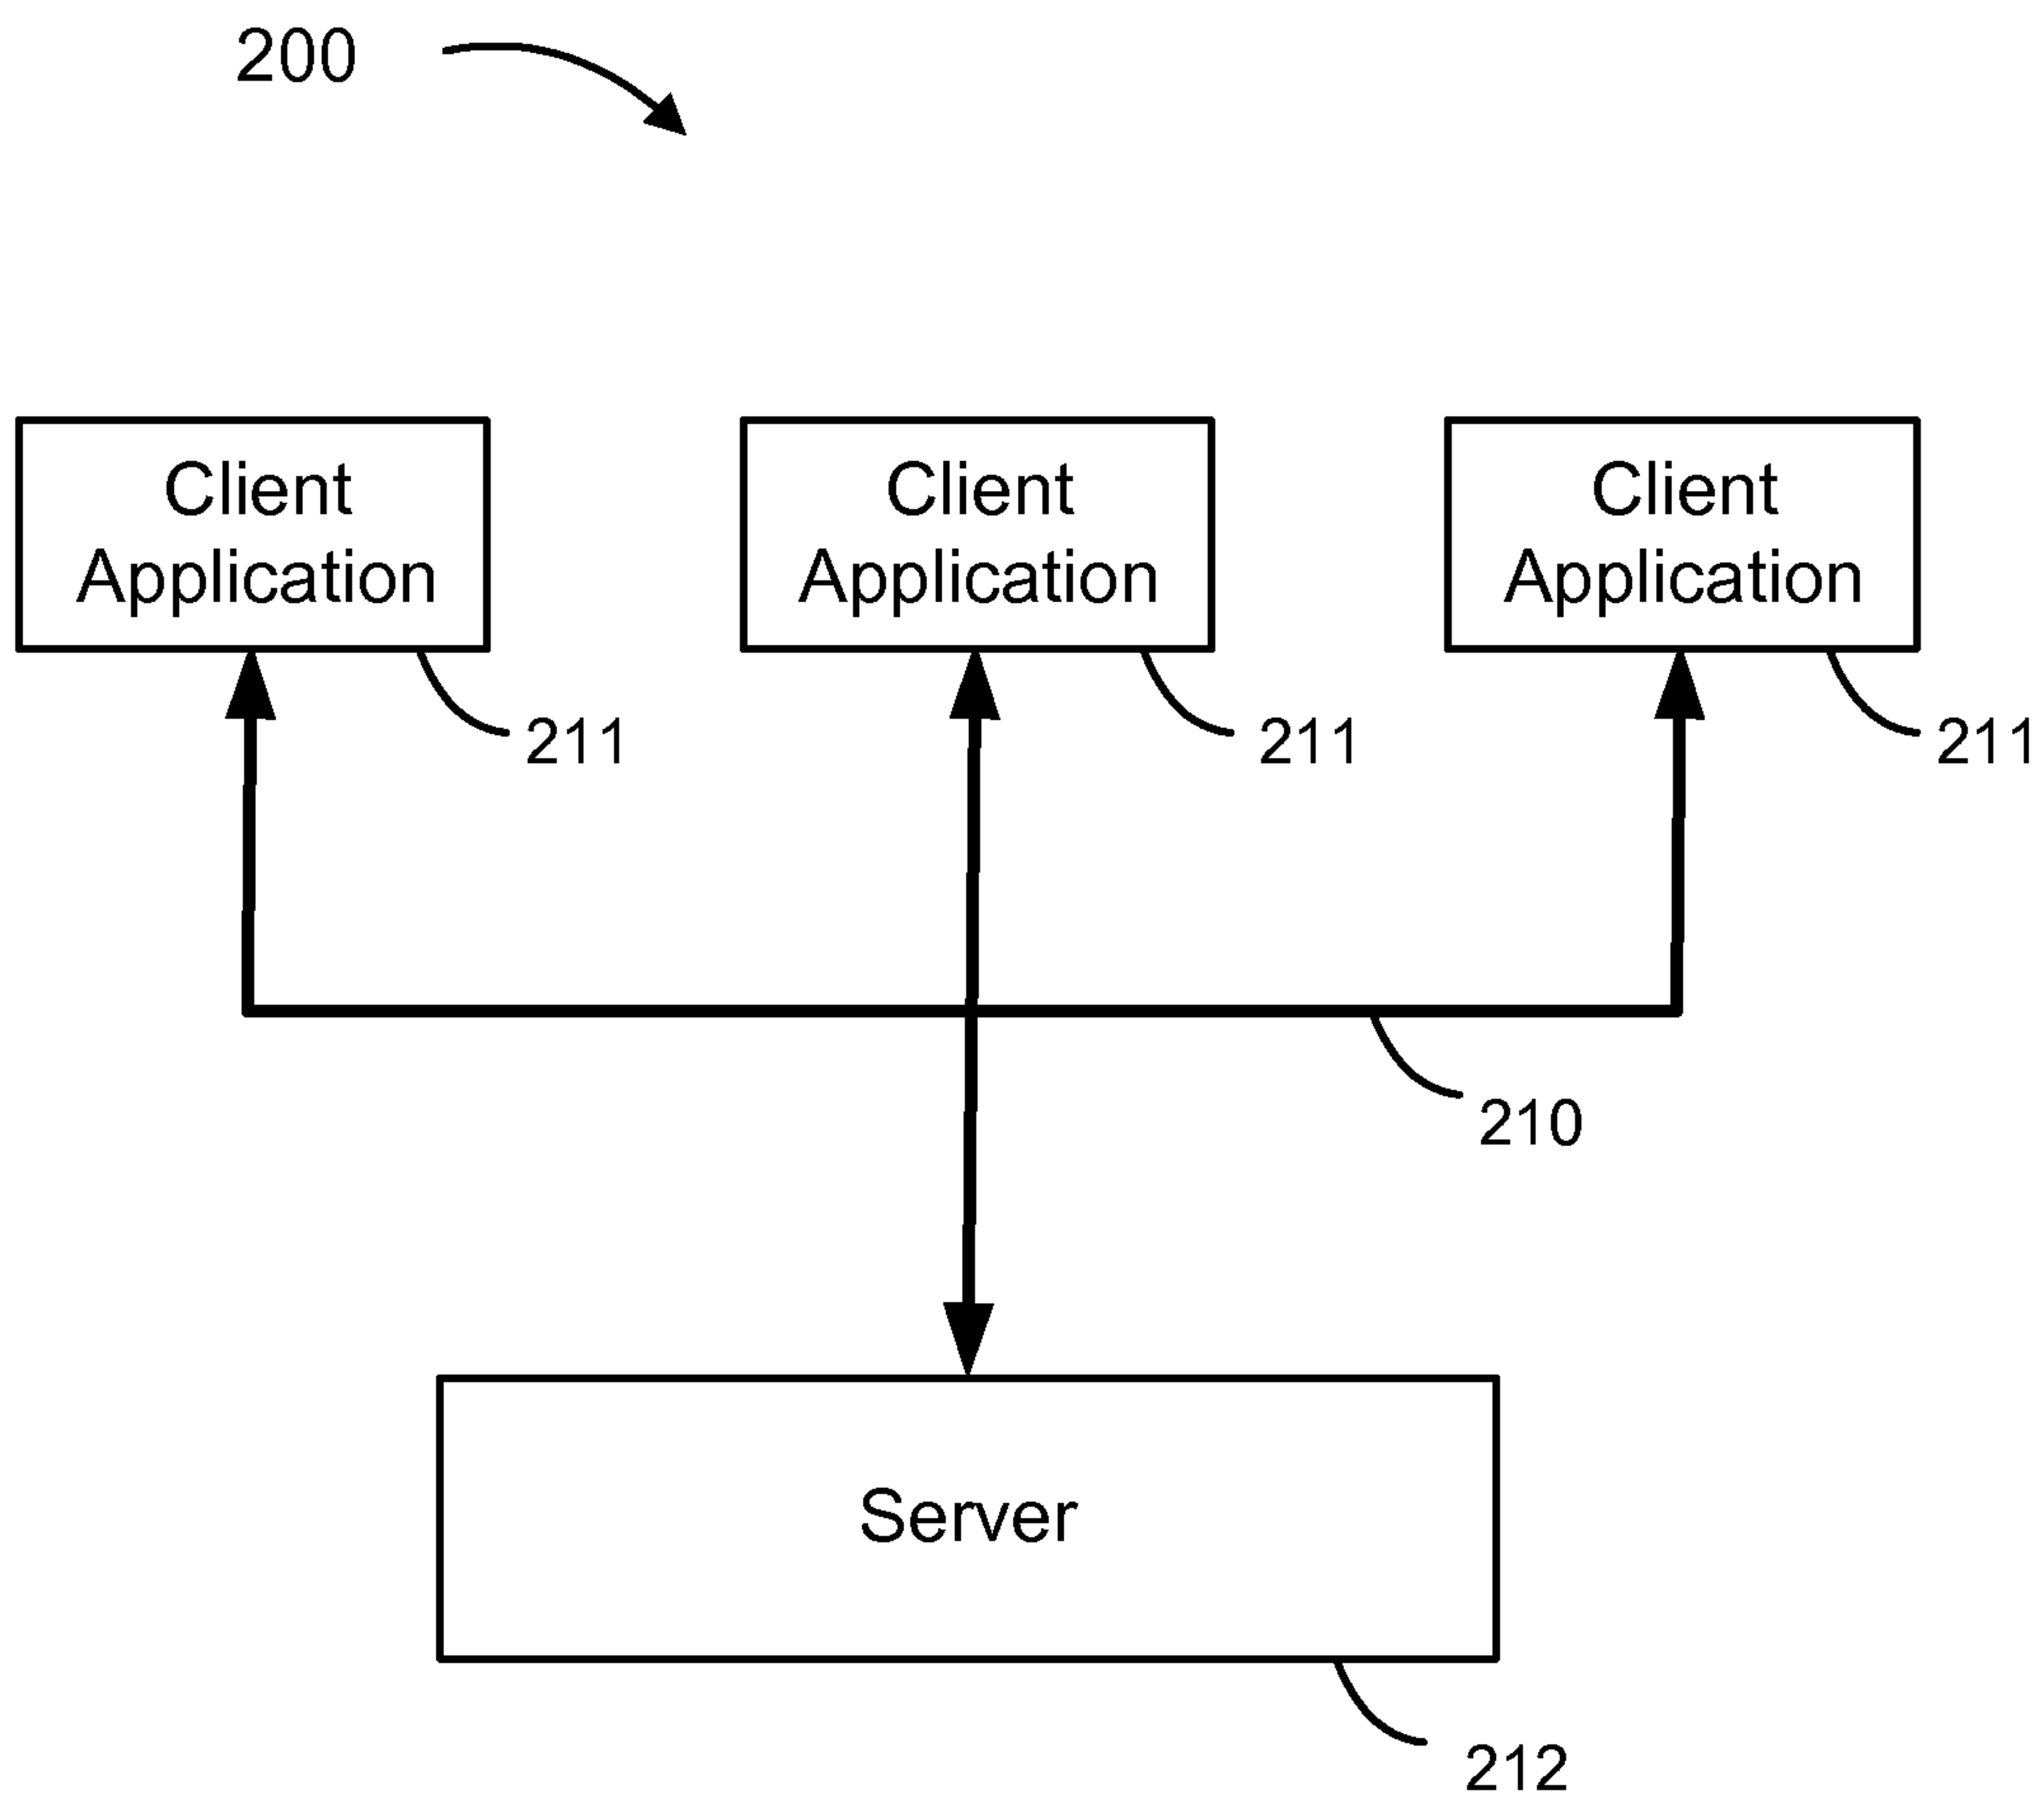 200
Client
Application
Client
Application
Client
Application
211
211
211
210
Server
212